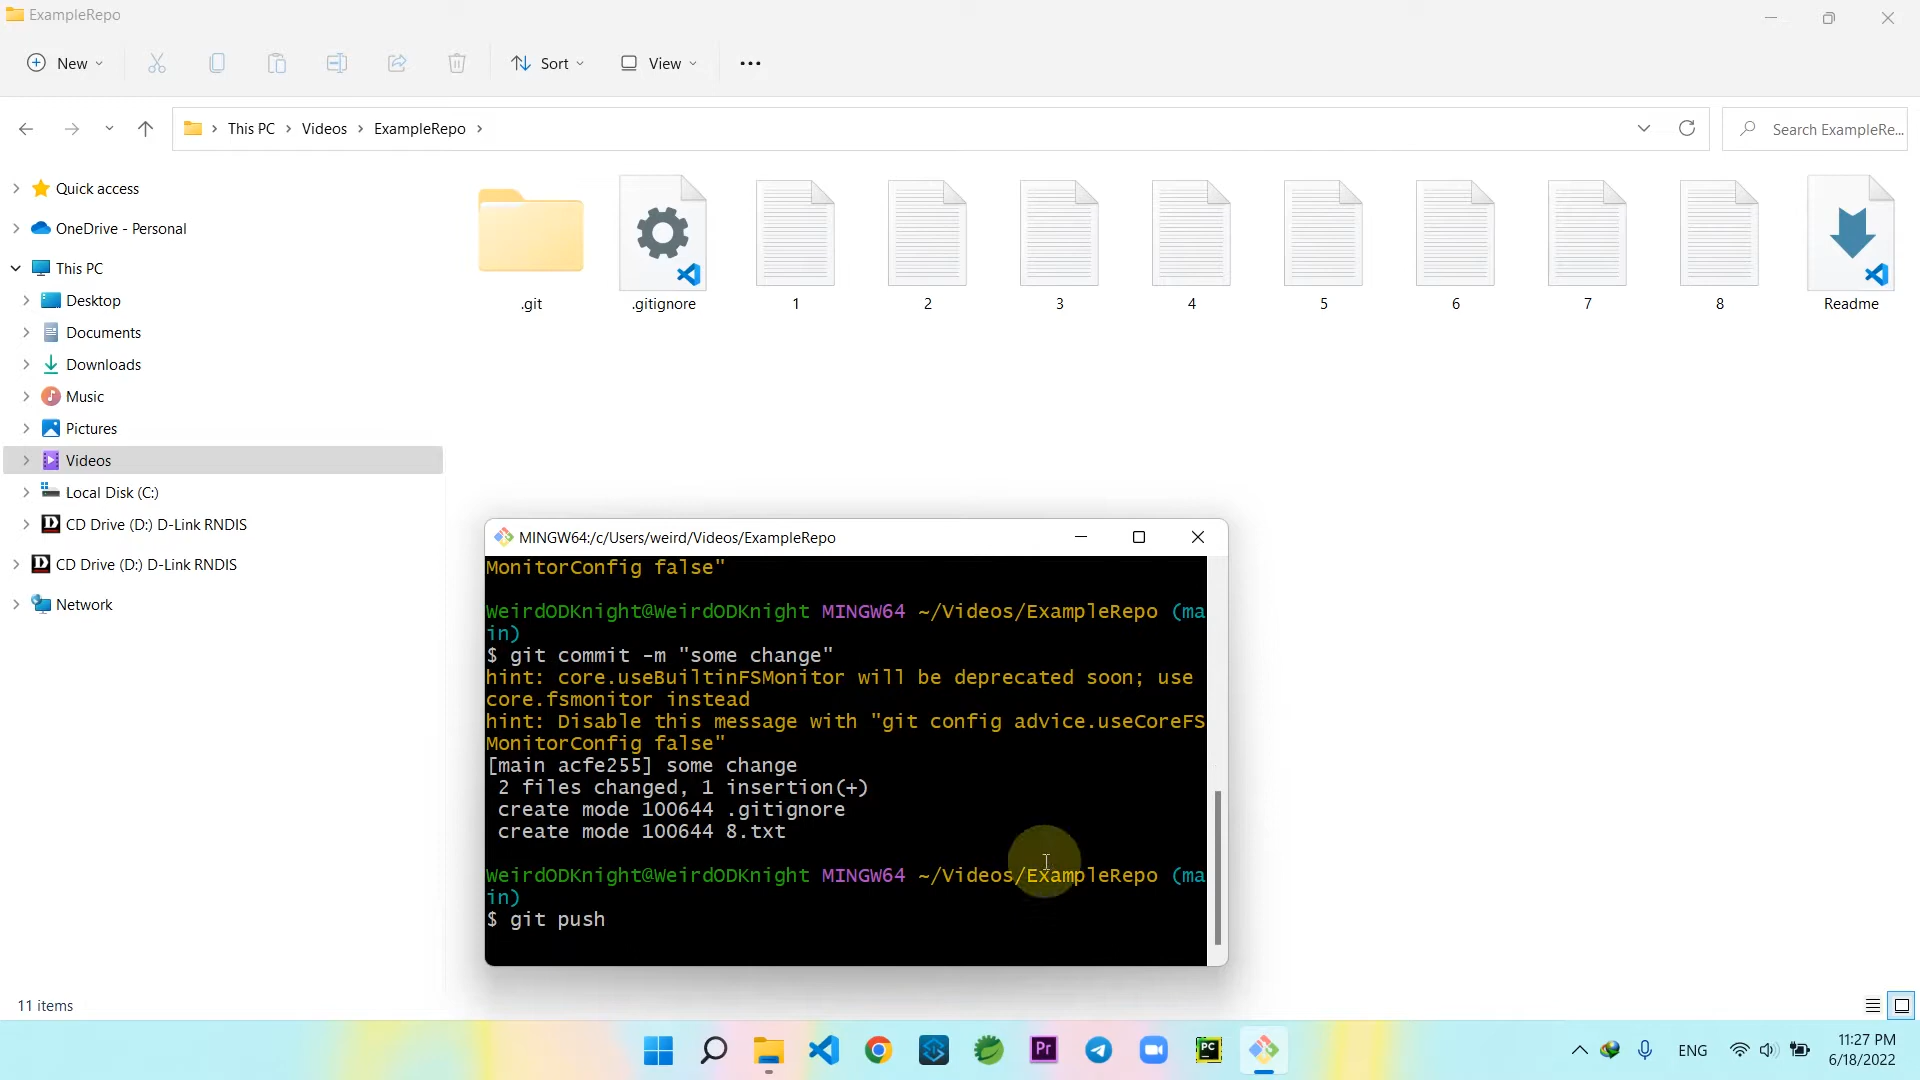 ExampleRepo
New
Sort
View
This PC
Videos
ExampleRepo
Search ExampleRe...
Quick access
OneDrive - Personal
This PC
Desktop
Documents
Downloads
Music
Pictures
Videos
Local Disk (C:)
CD Drive (D:) D-Link RNDIS
CD Drive (D:) D-Link RNDIS
Network
.git
.gitignore
1
2
3
4
5
6
7
8
Readme
MINGW64:/c/Users/weird/Videos/ExampleRepo
MonitorConfig false"
WeirdODKnight@WeirdODKnight MINGW64 ~/Videos/ExampleRepo (ma
in)
$ git commit -m "some change"
hint: core.useBuiltinFSMonitor will be deprecated soon; use
core.fsmonitor instead
hint: Disable this message with "git config advice.useCoreFS
MonitorConfig false"
[main acfe255] some change
2 files changed, 1 insertion(+)
create mode 100644 .gitignore
create mode 100644 8.txt
WeirdODKnight@WeirdODKnight MINGW64 ~/Videos/ExampleRepo (ma
in)
$ git push
11 items
Pr
PC
ENG
11:27 PM
6/18/2022